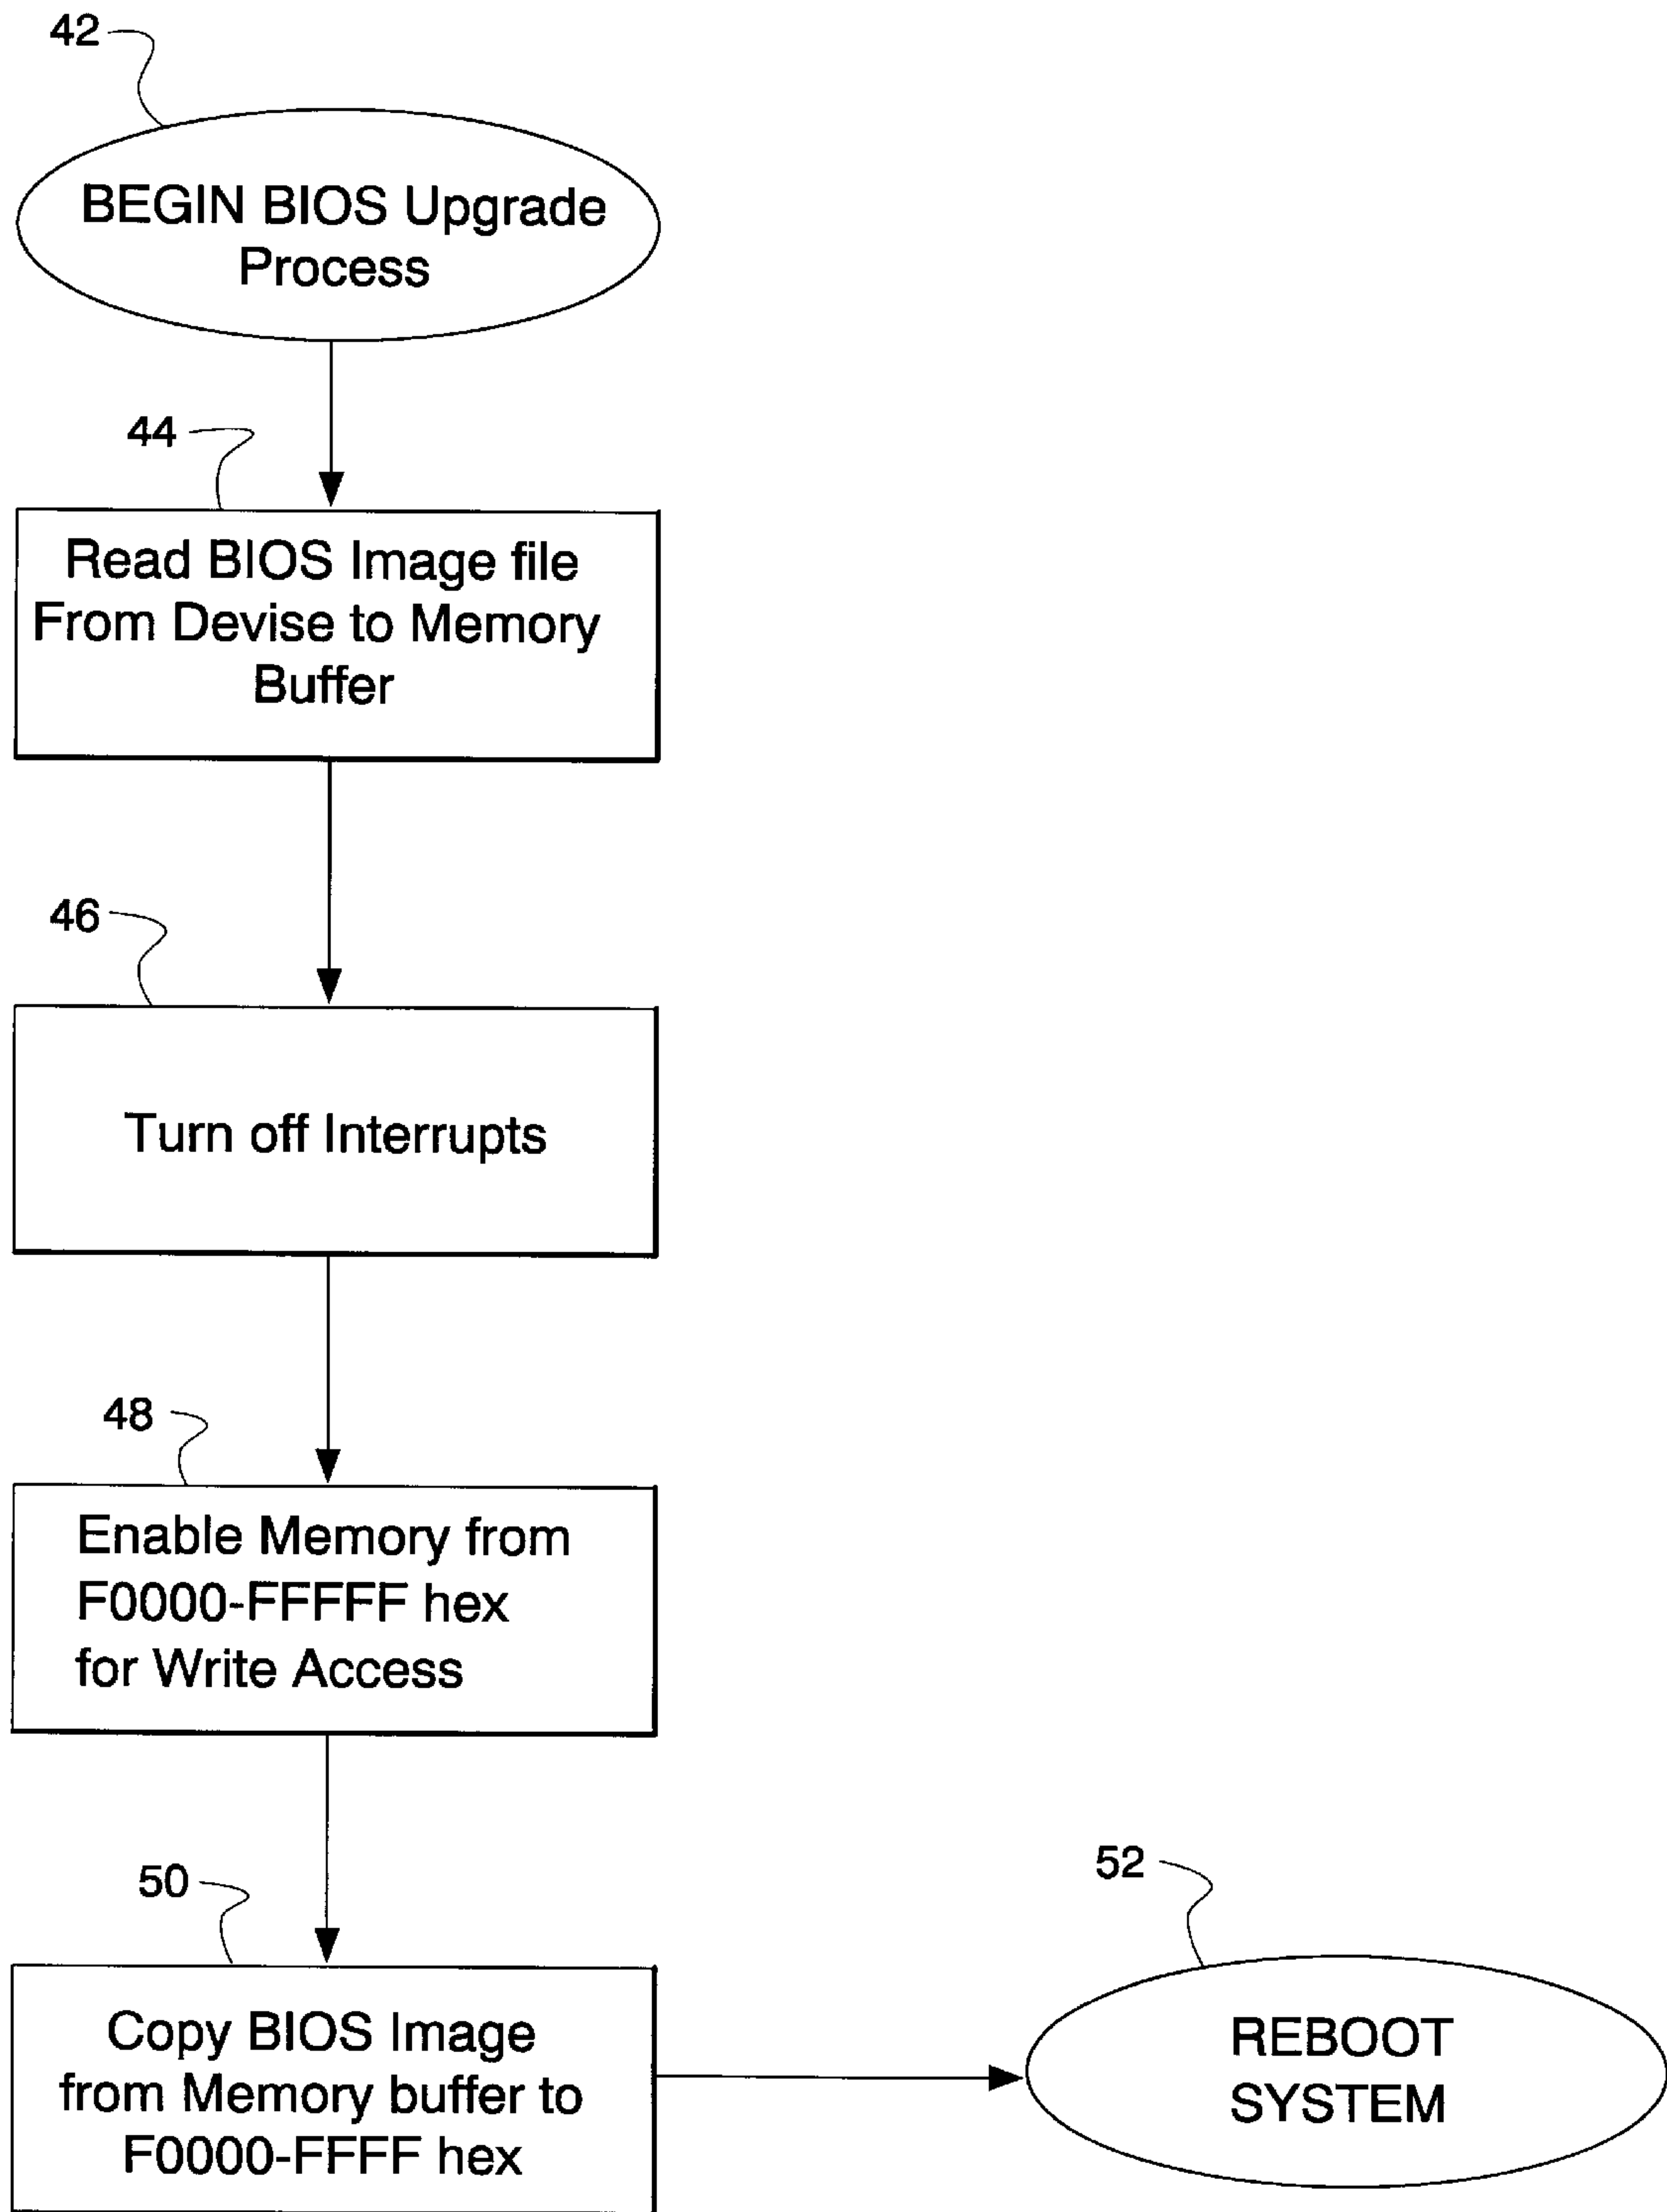 42
BEGIN BIOS Upgrade
Process
44
Read BIOS Image file
From Devise to Memory
Buffer
46
Turn off Interrupts
48
Enable Memory from
F0000-FFFFF hex
for Write Access
50
Copy BIOS Image
from Memory buffer to
F0000-FFFF hex
52
REBOOT
SYSTEM